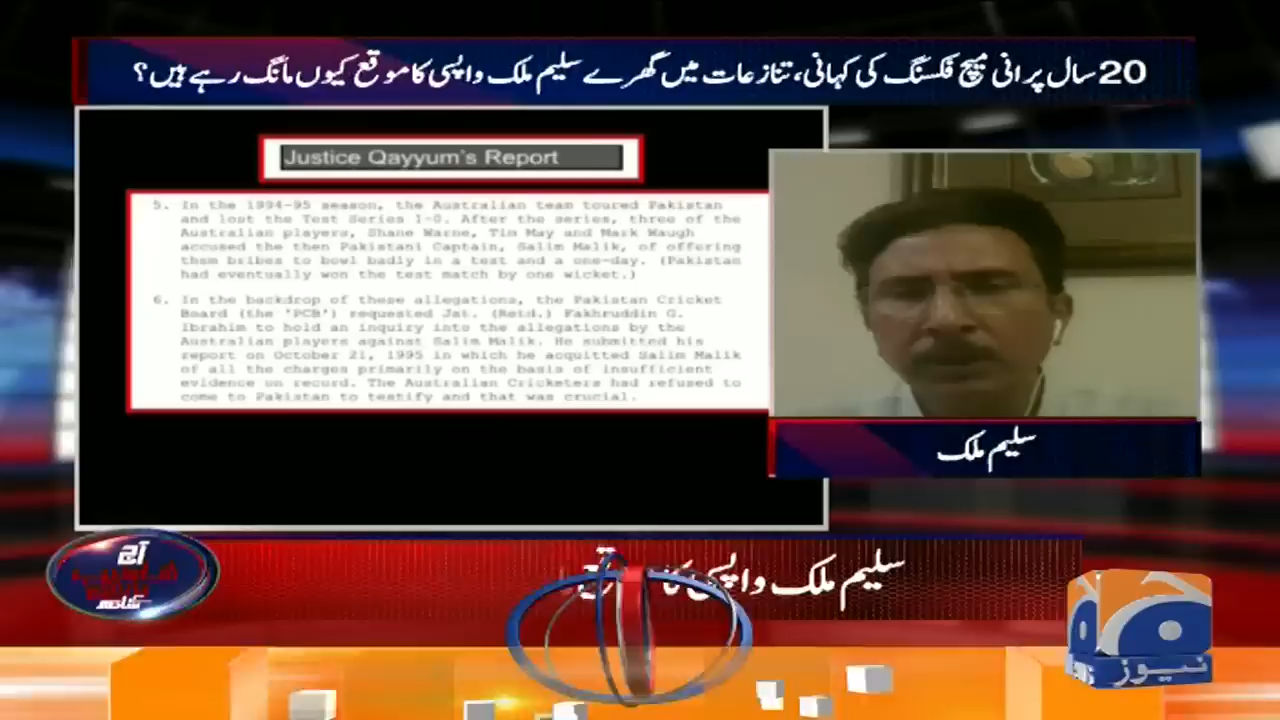 20 سال پرانی میچ فکسنگ کی کہانی، تنازعات میں گھرے سلیم ملک واپسی کا موقع کیوں مانگ رہے ہیں؟
Justice Qayyum's Report
5. In the 1994-95 season, the Australian team toured Pakistan
and lost the Test Series 1-0. After the series, three of the
Australian players, Shane Warne, Tim May and Mark Waugh
accused the then Pakistani Captain, Salim Malik, of offering
them bribes to bowl badly in a test and a one-day. (Pakistan
had eventually won the test match by one wicket.)
6. In the backdrop of these allegations, the Pakistan Cricket
Board (the 'PCB') requested Jst. (Retd.) Fakhruddin G.
Ibrahim to hold an inquiry into the allegations by the
Australian players against Salim Malik. He submitted his
report on October 21, 1995 in which he acquitted Salim Malik
of all the charges primarily on the basis of insufficient
evidence on record. The Australian Cricketers had refused to
come to Pakistan to testify and that was crucial.
سلیم ملک
سلیم ملک واپسی کا
آج
کے ساتھ
جیو
نیوز